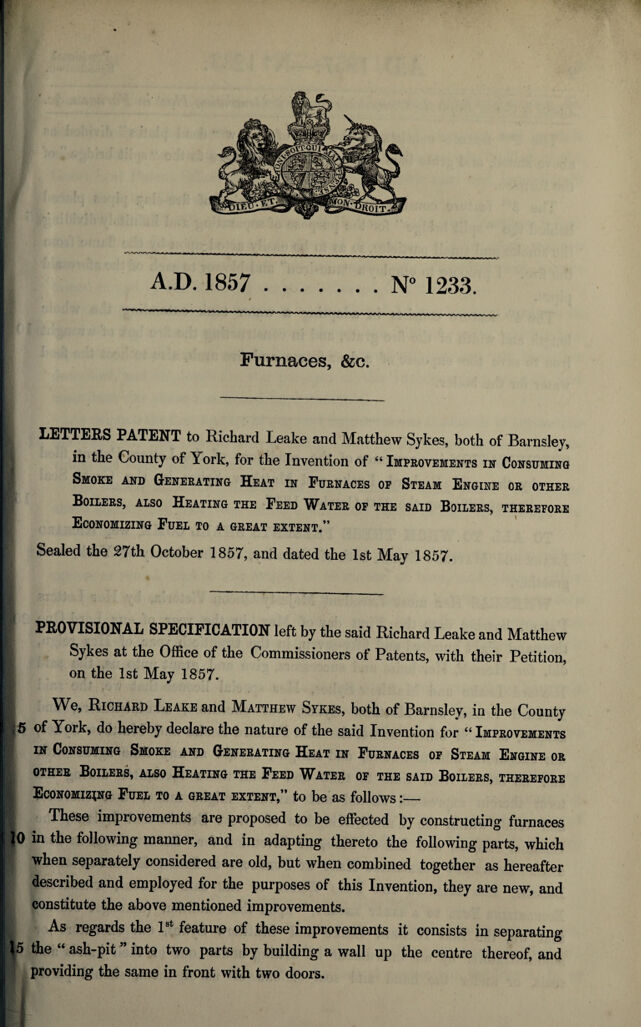 HONI SOIT QUI MAL
DIEU·ET. MON·DROIT.
A.D. 1857 . . . . . . . . Nº 1233.
Furnaces, &c.
LETTERS PATENT to Richard Leake and Matthew Sykes, both of Barnsley,
in the County of York, for the Invention of “ Improvements in Consuming
Smoke and Generating Heat in Furnaces of Steam Engine or other
Boilers, also Heating the Feed Water of the said Boilers, therefore
Economizing Fuel to a great extent.”
Sealed the 27th October 1857, and dated the 1st May 1857.
PROVISIONAL SPECIFICATION left by the said Richard Leake and Matthew
Sykes at the Office of the Commissioners of Patents, with their Petition,
on the 1st May 1857.
We, Richard Leake and Matthew Sykes, both of Barnsley, in the County
5 of York, do hereby declare the nature of the said Invention for “ Improvements
in Consuming Smoke and Generating Heat in Furnaces of Steam Engine or
other Boilers, also Heating the Feed Water of the said Boilers, therefore
Economizing Fuel to a great extent,” to be as follows :—
These improvements are proposed to be effected by constructing furnaces
10 in the following manner, and in adapting thereto the following parts, which
when separately considered are old, but when combined together as hereafter
described and employed for the purposes of this Invention, they are new, and
constitute the above mentioned improvements.
As regards the 1st feature of these improvements it consists in separating
15 the “ ash-pit ” into two parts by building a wall up the centre thereof, and
providing the same in front with two doors.